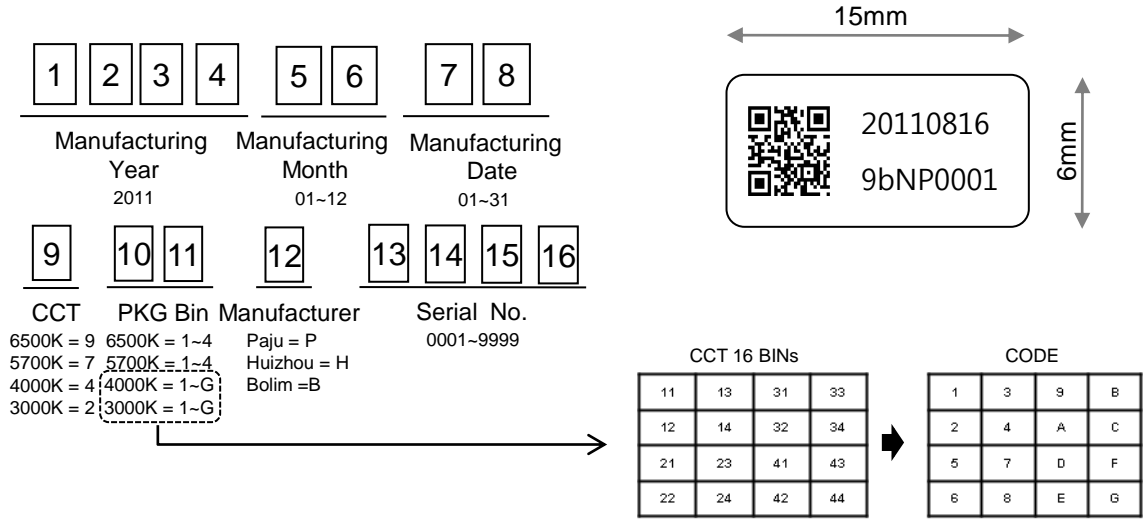 1 2 3 4 5 6 7 8
Manufacturing Year
2011
Manufacturing Month
01~12
Manufacturing Date
01~31
9 10 11 12 13 14 15 16
CCT
6500K = 9
5700K = 7
4000K = 4
3000K = 2
PKG Bin
6500K = 1~4
5700K = 1~4
4000K = 1~G
3000K = 1~G
Manufacturer
Paju = P
Huizhou = H
Bolim =B
Serial No.
0001~9999
15mm
20110816
9bNP0001
6mm
CCT 16 BINs
11 13 31 33
12 14 32 34
21 23 41 43
22 24 42 44
CODE
1 3 9 B
2 4 A C
5 7 D F
6 8 E G